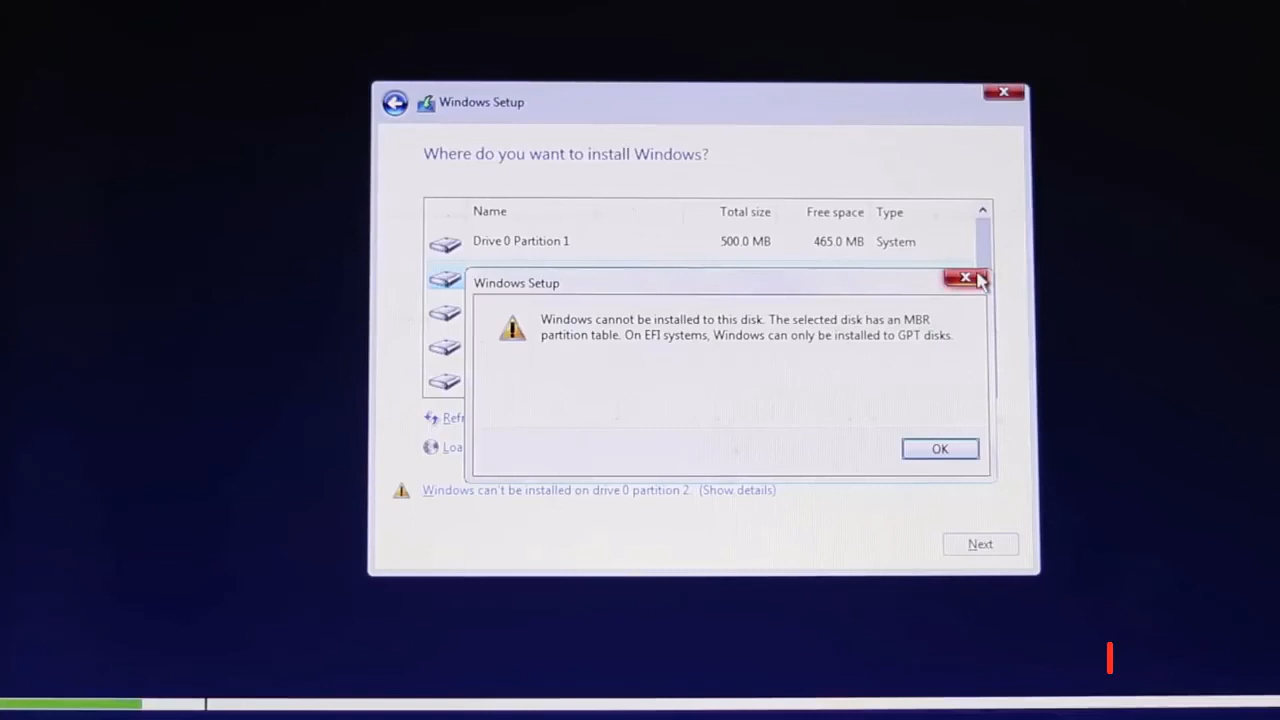 Windows Setup
Where do you want to install Windows?
Name Total size Free space Type
Drive 0 Partition 1 500.0 MB 465.0 MB System
Windows Setup
Windows cannot be installed to this disk. The selected disk has an MBR
partition table. On EFI systems, Windows can only be installed to GPT disks.
Refr
Loa
OK
Windows can't be installed on drive 0 partition 2. (Show details)
Next